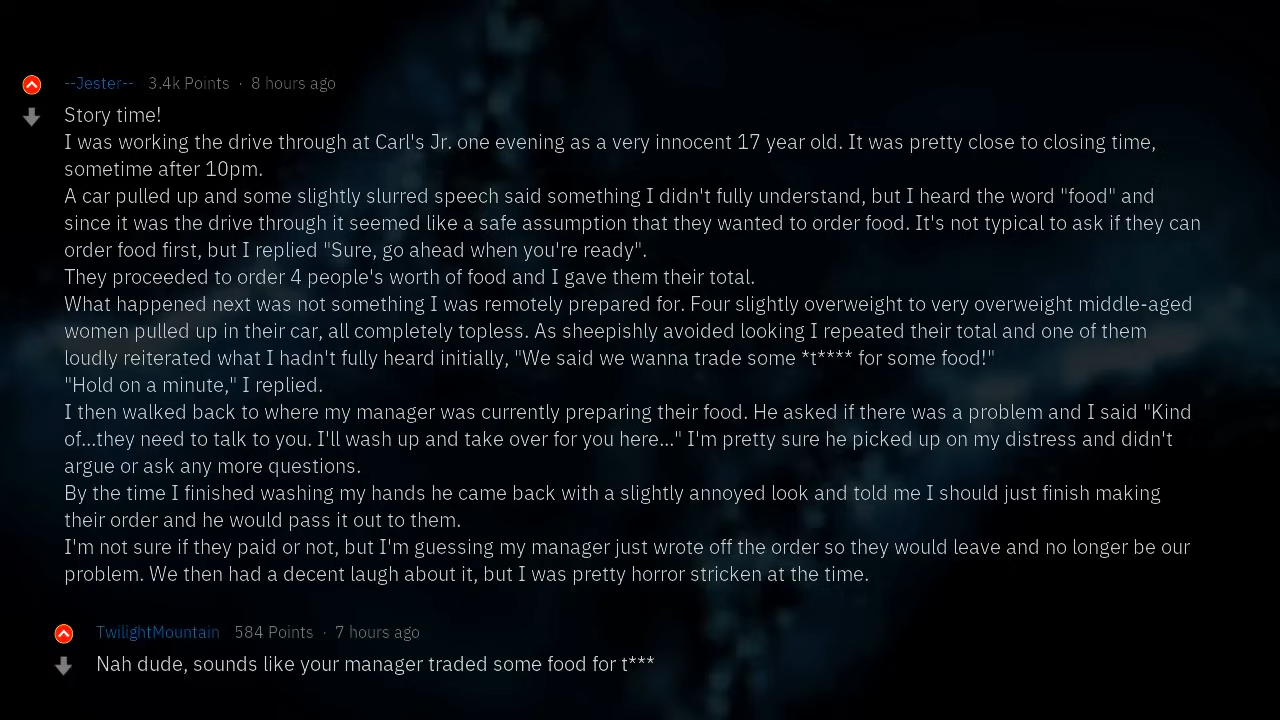 --Jester-- 3.4k Points · 8 hours ago
Story time!
I was working the drive through at Carl's Jr. one evening as a very innocent 17 year old. It was pretty close to closing time,
sometime after 10pm.
A car pulled up and some slightly slurred speech said something I didn't fully understand, but I heard the word "food" and
since it was the drive through it seemed like a safe assumption that they wanted to order food. It's not typical to ask if they can
order food first, but I replied "Sure, go ahead when you're ready".
They proceeded to order 4 people's worth of food and I gave them their total.
What happened next was not something I was remotely prepared for. Four slightly overweight to very overweight middle-aged
women pulled up in their car, all completely topless. As sheepishly avoided looking I repeated their total and one of them
loudly reiterated what I hadn't fully heard initially, "We said we wanna trade some *t**** for some food!"
"Hold on a minute," I replied.
I then walked back to where my manager was currently preparing their food. He asked if there was a problem and I said "Kind
of...they need to talk to you. I'll wash up and take over for you here..." I'm pretty sure he picked up on my distress and didn't
argue or ask any more questions.
By the time I finished washing my hands he came back with a slightly annoyed look and told me I should just finish making
their order and he would pass it out to them.
I'm not sure if they paid or not, but I'm guessing my manager just wrote off the order so they would leave and no longer be our
problem. We then had a decent laugh about it, but I was pretty horror stricken at the time.
TwilightMountain 584 Points · 7 hours ago
Nah dude, sounds like your manager traded some food for t***